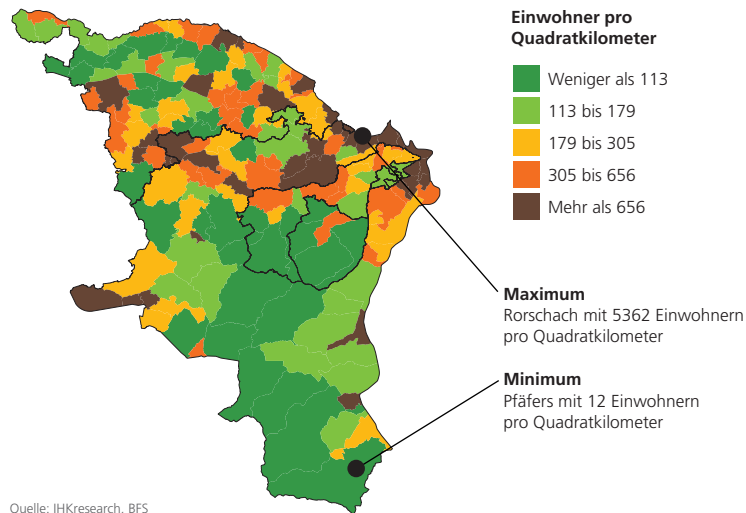 Einwohner pro
Quadratkilometer
Weniger als 113
113 bis 179
179 bis 305
305 bis 656
Mehr als 656
Maximum
Rorschach mit 5362 Einwohnern
pro Quadratkilometer
Minimum
Pfäfers mit 12 Einwohnern
pro Quadratkilometer
Quelle: IHKresearch, BFS